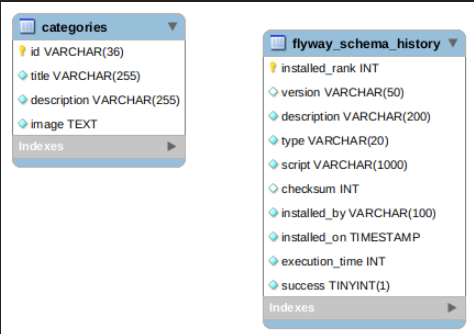 categories
id VARCHAR(36)
title VARCHAR(255)
description VARCHAR(255)
image TEXT
Indexes
flyway_schema_history
installed_rank INT
version VARCHAR(50)
description VARCHAR(200)
type VARCHAR(20)
script VARCHAR(1000)
checksum INT
installed_by VARCHAR(100)
installed_on TIMESTAMP
execution_time INT
success TINYINT(1)
Indexes